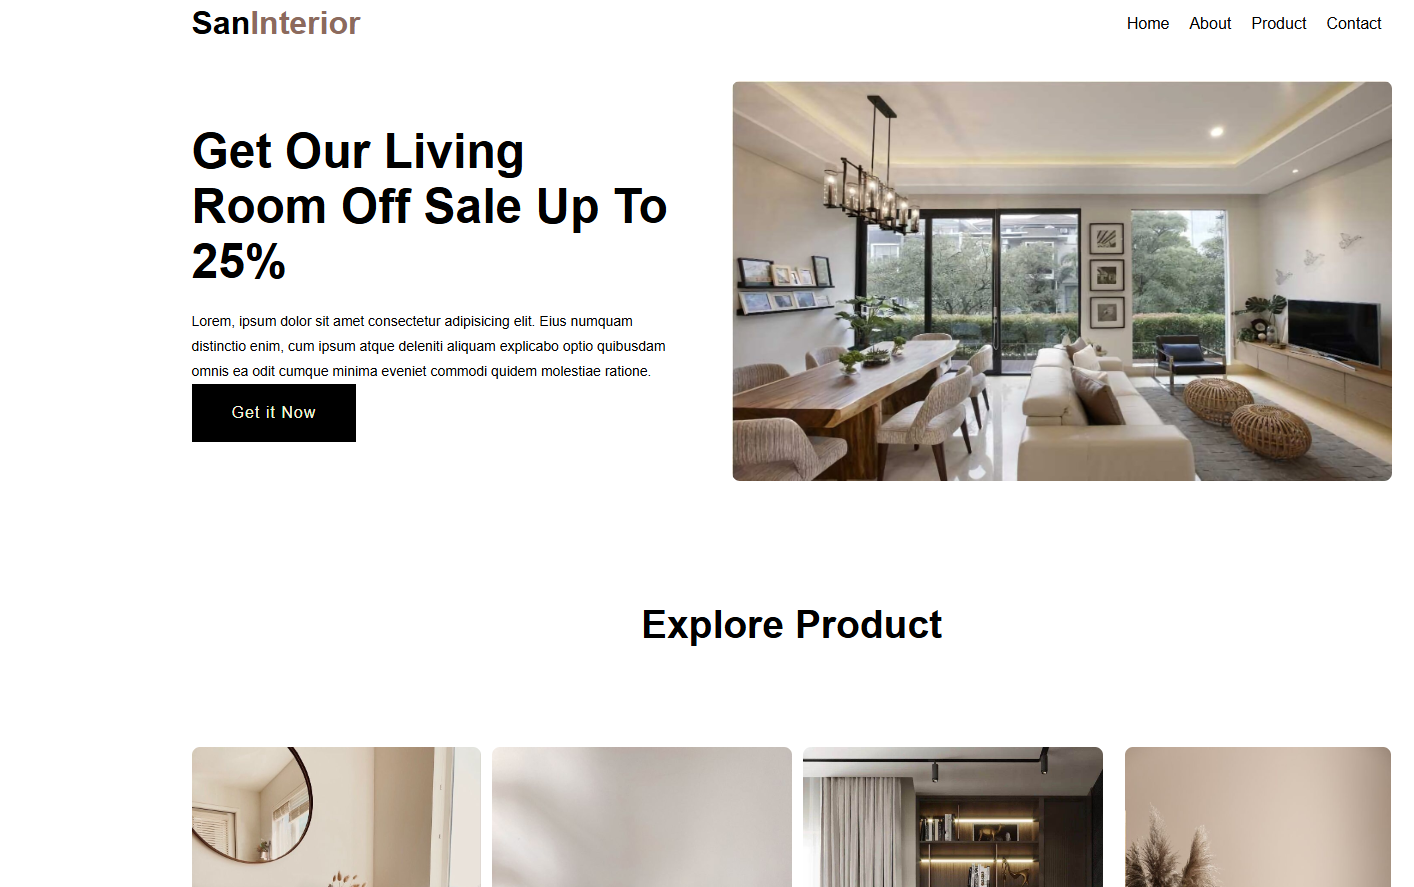 SanInterior
Home About Product Contact
Get Our Living
Room Off Sale Up To
25%
Lorem, ipsum dolor sit amet consectetur adipisicing elit. Eius numquam
distinctio enim, cum ipsum atque deleniti aliquam explicabo optio quibusdam
omnis ea odit cumque minima eveniet commodi quidem molestiae ratione.
Get it Now
Explore Product